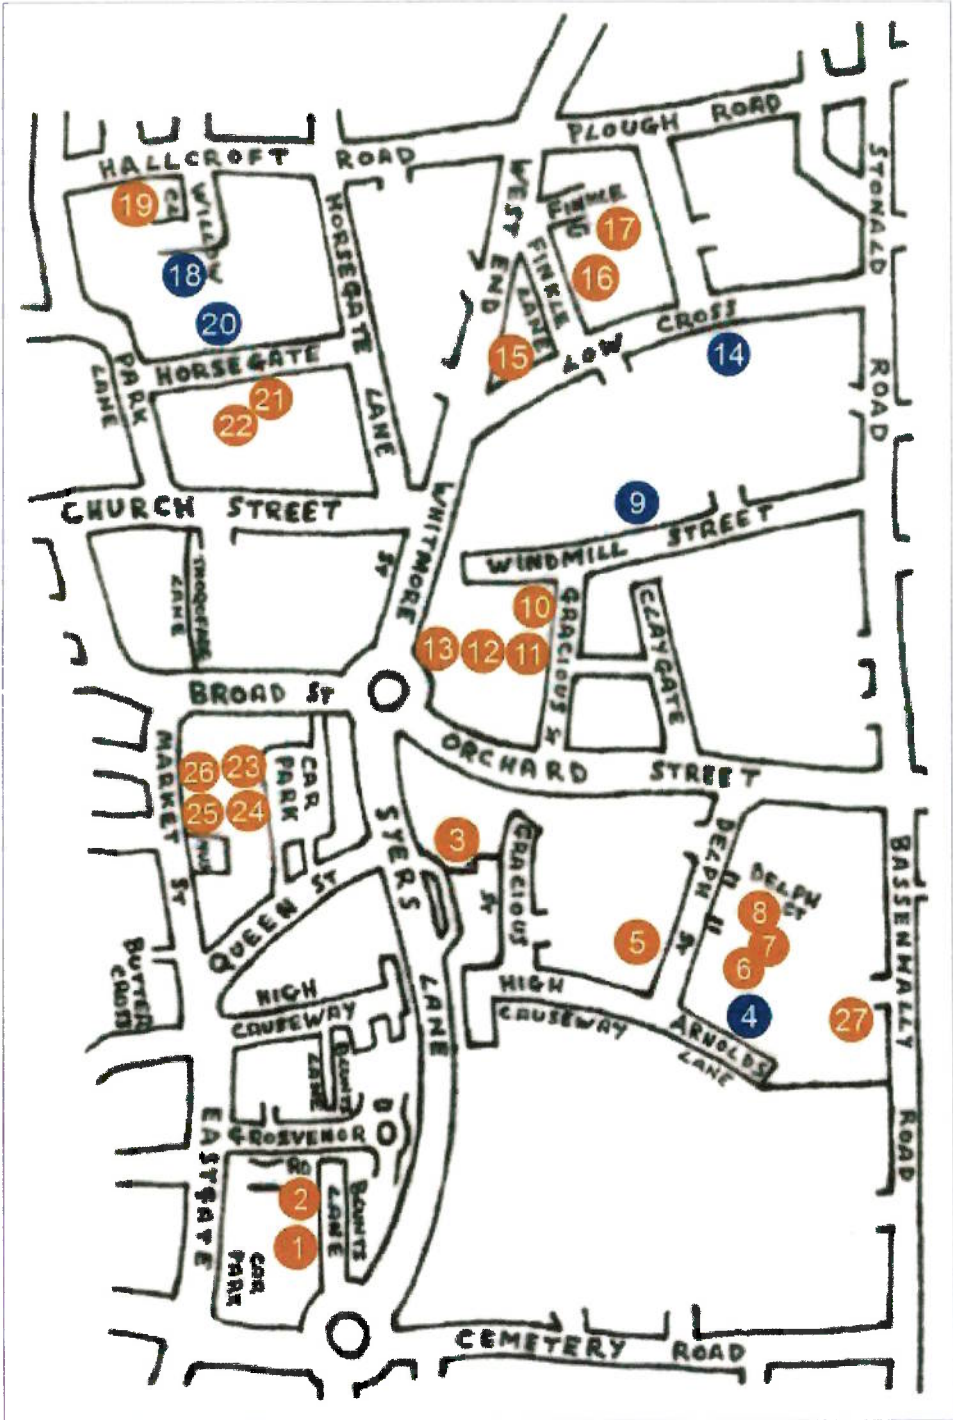 PLOUGH ROAD
HALLCROFT ROAD
WILLOW
19
18
20
HORSEGATE LANE
WEST END
FINKLE
17
16
FINKLE LANE
15
LOW CROSS
14
STONALD ROAD
PARK LANE
HORSEGATE
21
22
CHURCH STREET
WHITMORE ST
9
WINDMILL STREET
10
13
12
11
GRACIOUS ST
CLAYGATE
LANE
BROAD ST
ORCHARD STREET
MARKET ST
26
23
25
24
CAR PARK
SYERS LANE
3
GRACIOUS ST
5
DELPH ST
DELPH CT
8
7
6
4
27
BASSENHALLY ROAD
QUEEN ST
BUTTER CROSS
HIGH CAUSEWAY
HIGH CAUSEWAY
ARNOLDS LANE
LANE
EASTGATE
GROSVENOR RD
2
1
CAR PARK
LANE
CEMETERY ROAD